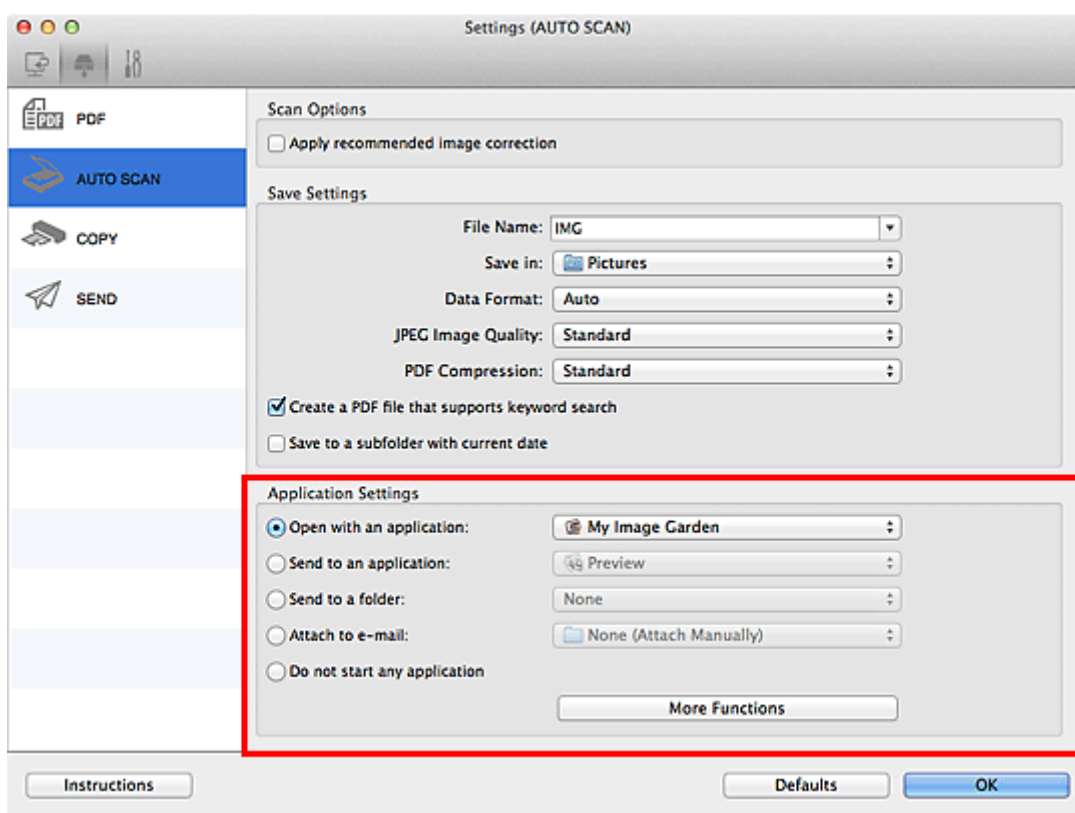 Settings (AUTO SCAN)
PDF
AUTO SCAN
COPY
SEND
Scan Options
Apply recommended image correction
Save Settings
File Name: IMG
Save in: Pictures
Data Format: Auto
JPEG Image Quality: Standard
PDF Compression: Standard
Create a PDF file that supports keyword search
Save to a subfolder with current date
Application Settings
Open with an application: My Image Garden
Send to an application: Preview
Send to a folder: None
Attach to e-mail: None (Attach Manually)
Do not start any application
More Functions
Instructions Defaults OK